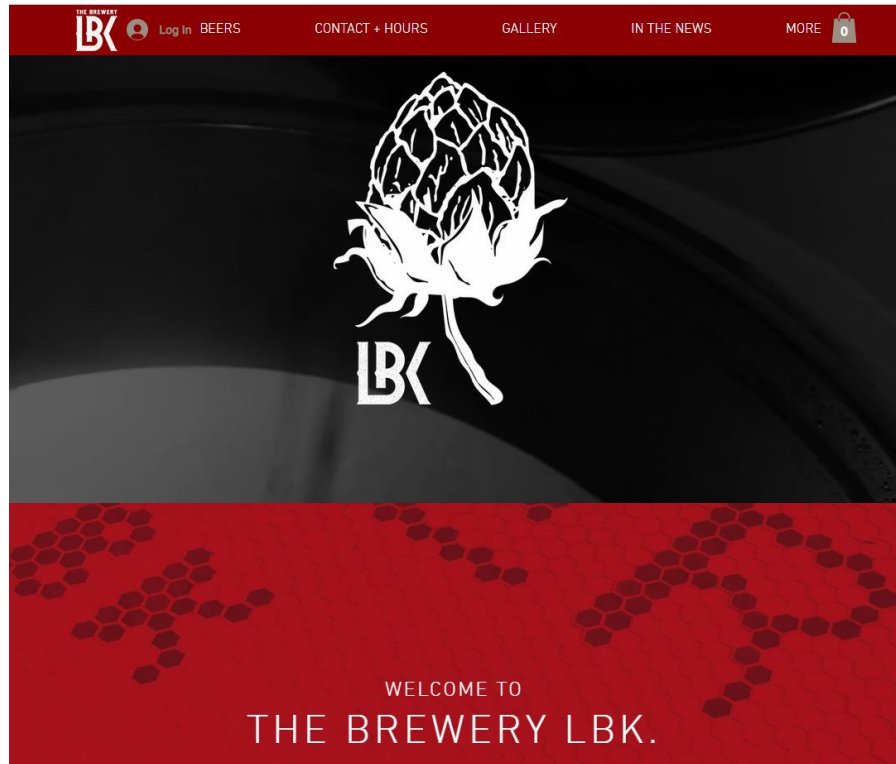 THE BREWERY
LBK
Log In
BEERS
CONTACT + HOURS
GALLERY
IN THE NEWS
MORE
0
LBK
WELCOME TO
THE BREWERY LBK.